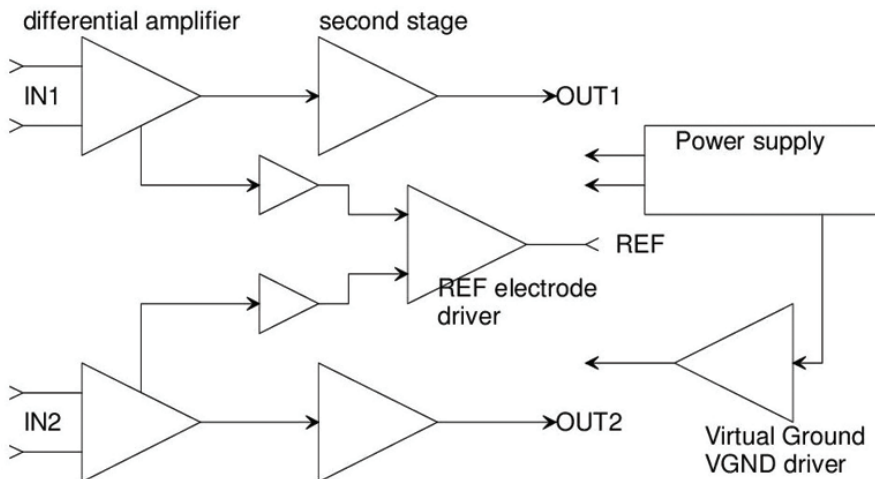 differential amplifier
second stage
IN1
OUT1
Power supply
REF
REF electrode
driver
IN2
OUT2
Virtual Ground
VGND driver